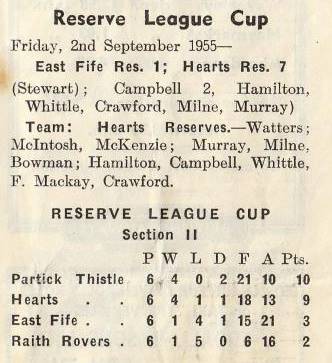 Reserve League Cup
Friday, 2nd September 1955—
East Fife Res. 1; Hearts Res. 7
(Stewart); Campbell 2, Hamilton,
Whittle, Crawford, Milne, Murray)
Team: Hearts Reserves.—Watters;
McIntosh, McKenzie; Murray, Milne,
Bowman; Hamilton, Campbell, Whittle,
F. Mackay, Crawford.
RESERVE LEAGUE CUP
Section II
P W L D F A Pts.
Partick Thistle 6 4 0 2 21 10 10
Hearts . . 6 4 1 1 18 13 9
East Fife . . 6 1 4 1 15 21 3
Raith Rovers . 6 1 5 0 6 16 2